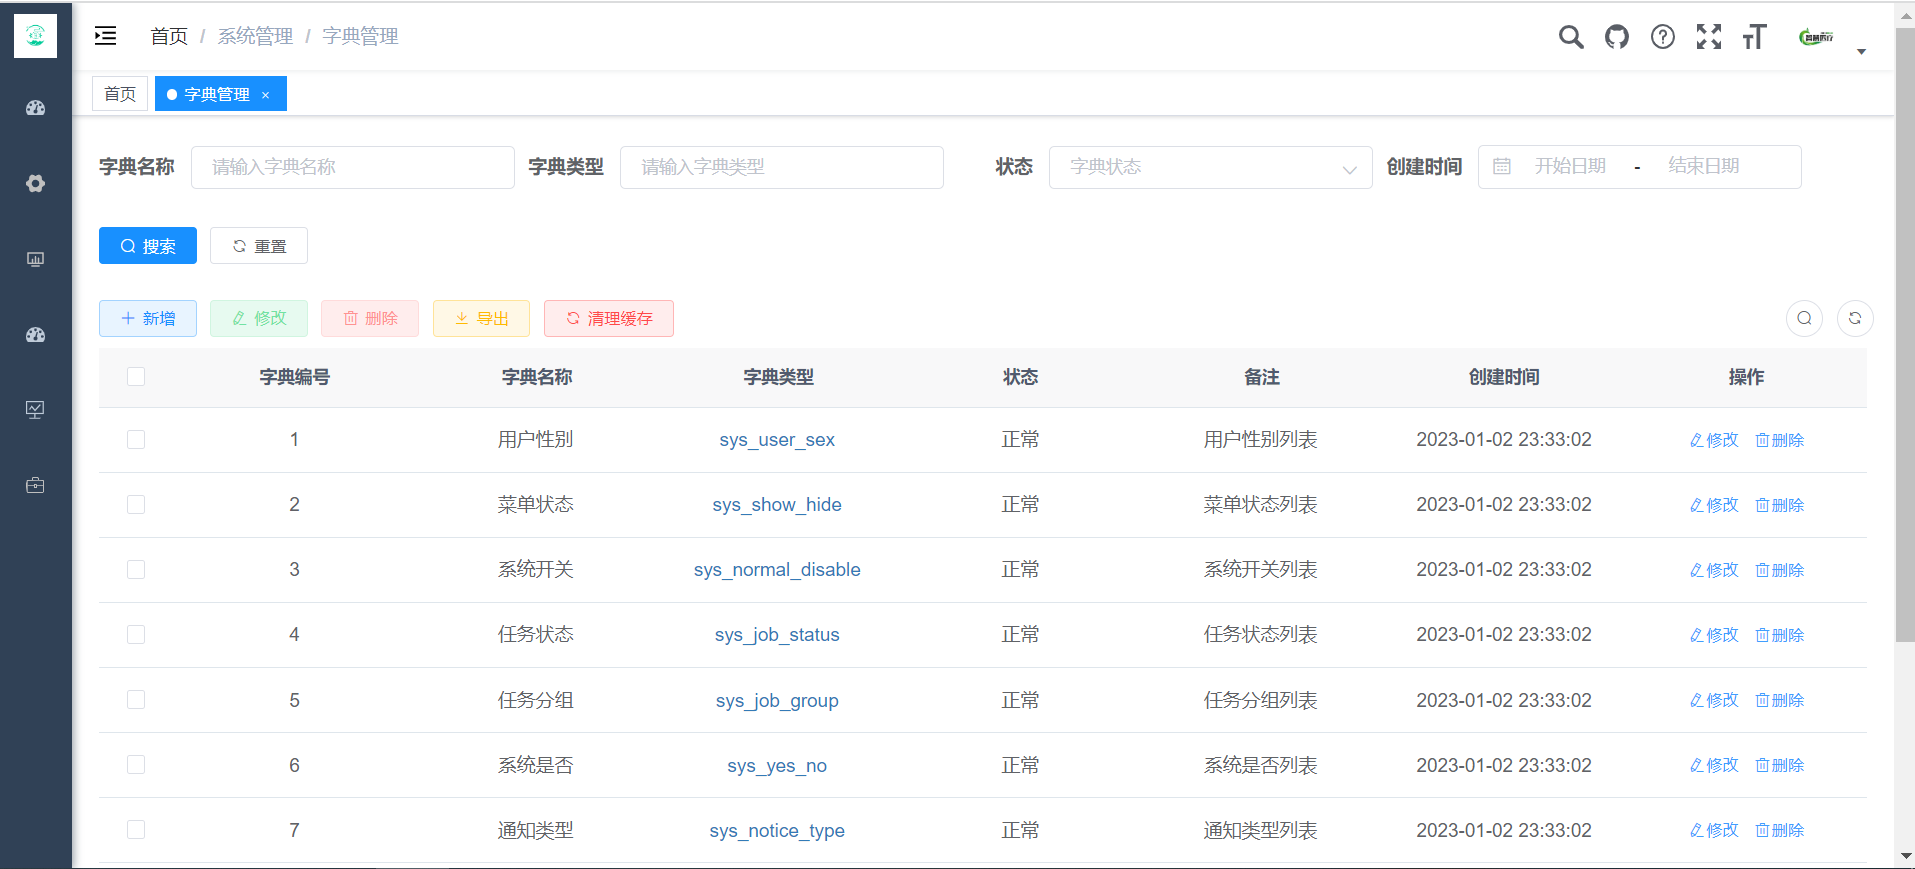 首页 / 系统管理 / 字典管理
首页 字典管理 ×
字典名称 请输入字典名称 字典类型 请输入字典类型 状态 字典状态 创建时间 开始日期 - 结束日期
搜索 重置
新增 修改 删除 导出 清理缓存
字典编号 字典名称 字典类型 状态 备注 创建时间 操作
1 用户性别 sys_user_sex 正常 用户性别列表 2023-01-02 23:33:02 修改 删除
2 菜单状态 sys_show_hide 正常 菜单状态列表 2023-01-02 23:33:02 修改 删除
3 系统开关 sys_normal_disable 正常 系统开关列表 2023-01-02 23:33:02 修改 删除
4 任务状态 sys_job_status 正常 任务状态列表 2023-01-02 23:33:02 修改 删除
5 任务分组 sys_job_group 正常 任务分组列表 2023-01-02 23:33:02 修改 删除
6 系统是否 sys_yes_no 正常 系统是否列表 2023-01-02 23:33:02 修改 删除
7 通知类型 sys_notice_type 正常 通知类型列表 2023-01-02 23:33:02 修改 删除